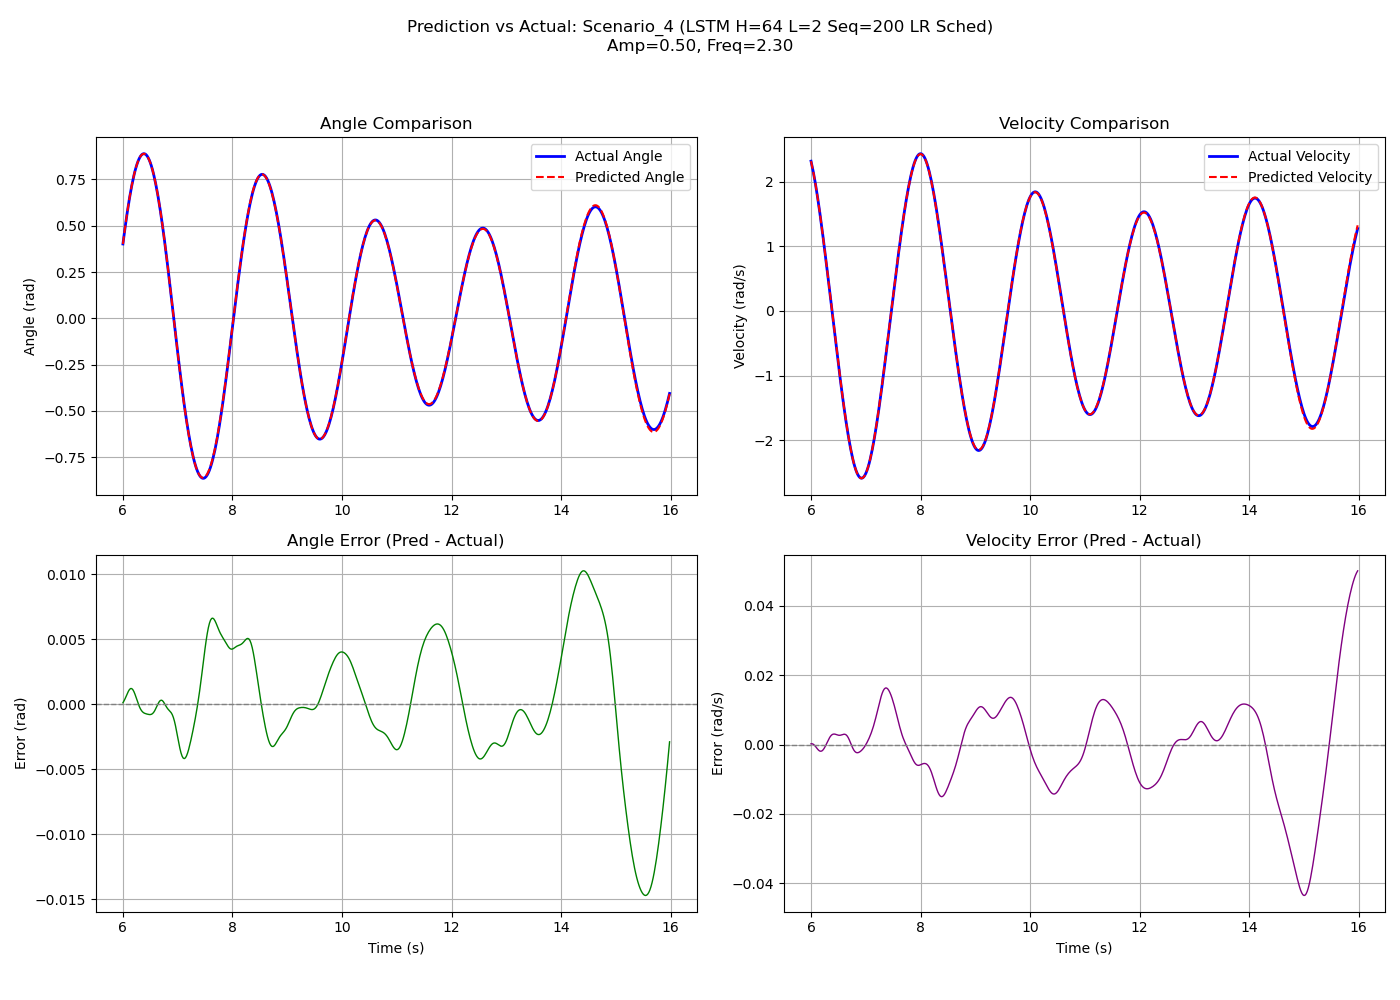 Prediction vs Actual: Scenario_4 (LSTM H=64 L=2 Seq=200 LR Sched)
Amp=0.50, Freq=2.30
Angle Comparison
Actual Angle
Predicted Angle
Angle (rad)
0.75
0.50
0.25
0.00
−0.25
−0.50
−0.75
6 8 10 12 14 16
Velocity Comparison
Actual Velocity
Predicted Velocity
Velocity (rad/s)
2
1
0
−1
−2
6 8 10 12 14 16
Angle Error (Pred - Actual)
Error (rad)
0.010
0.005
0.000
−0.005
−0.010
−0.015
6 8 10 12 14 16
Time (s)
Velocity Error (Pred - Actual)
Error (rad/s)
0.04
0.02
0.00
−0.02
−0.04
6 8 10 12 14 16
Time (s)